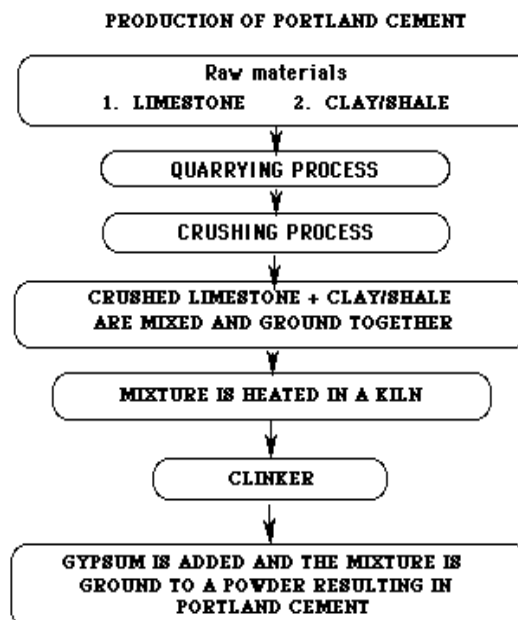 PRODUCTION OF PORTLAND CEMENT
Raw materials
1. LIMESTONE 2. CLAY/SHALE
QUARRYING PROCESS
CRUSHING PROCESS
CRUSHED LIMESTONE + CLAY/SHALE
ARE MIXED AND GROUND TOGETHER
MIXTURE IS HEATED IN A KILN
CLINKER
GYPSUM IS ADDED AND THE MIXTURE IS
GROUND TO A POWDER RESULTING IN
PORTLAND CEMENT